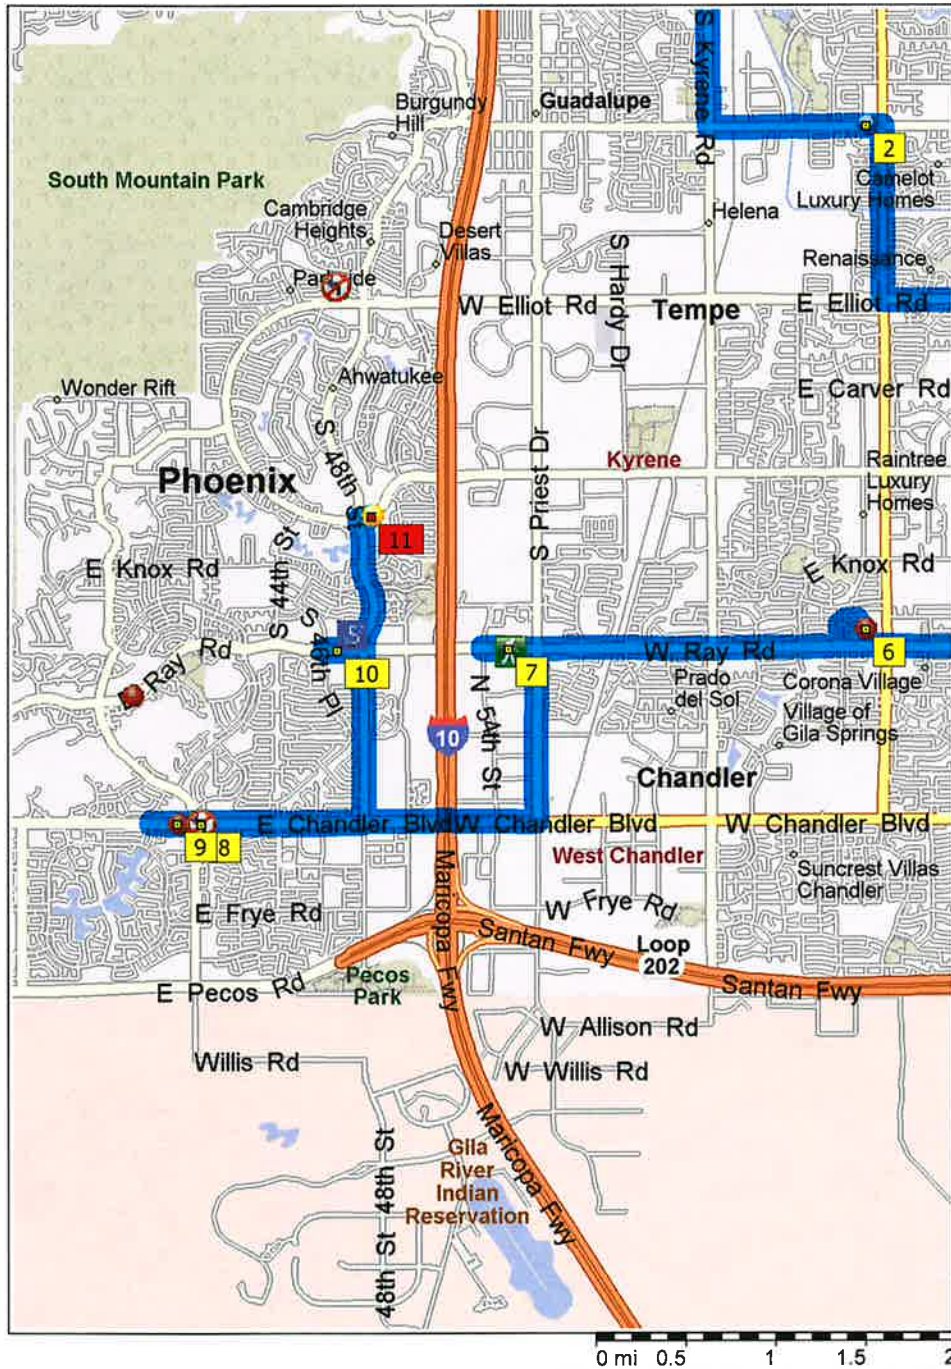 S Kyrene Rd
Burgundy
Hill
Guadalupe
2
South Mountain Park
Camelot
Luxury Homes
Cambridge
Heights
Helena
Desert
Villas
Renaissance
S Hardy Dr
W Elliot Rd
Tempe
E Elliot Rd
Wonder Rift
Ahwatukee
E Carver Rd
S 48th St
S Priest Dr
Kyrene
Raintree
Luxury
Homes
Phoenix
11
E Knox Rd
S 44th St
E Knox Rd
S 46th Pl
5
Ray Rd
10
7
W Ray Rd
6
Prado
del Sol
Corona Village
Village of
Gila Springs
N 54th St
10
Chandler
E Chandler Blvd
W Chandler Blvd
W Chandler Blvd
9
8
West Chandler
Suncrest Villas
Chandler
Maricopa Fwy
E Frye Rd
W Frye Rd
Santan Fwy
Loop
202
Santan Fwy
E Pecos Rd
Pecos
Park
W Allison Rd
Willis Rd
W Willis Rd
Maricopa Fwy
48th St
48th St
Gila
River
Indian
Reservation
0 mi 0.5 1 1.5 2